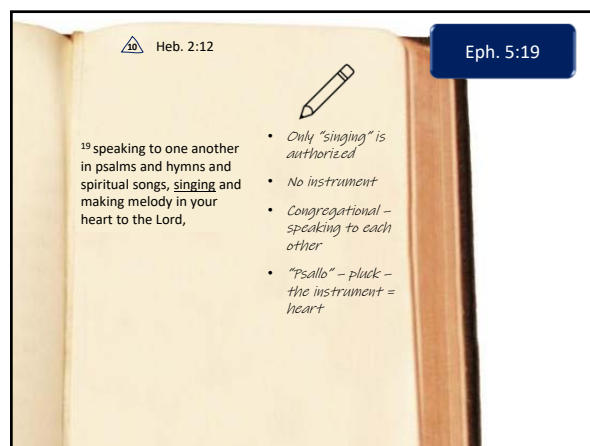 10 Heb. 2:12
Eph. 5:19
19 speaking to one another
in psalms and hymns and
spiritual songs, singing and
making melody in your
heart to the Lord,
• Only "singing" is
authorized
• No instrument
• Congregational –
speaking to each
other
• "Psallo" – pluck –
the instrument =
heart